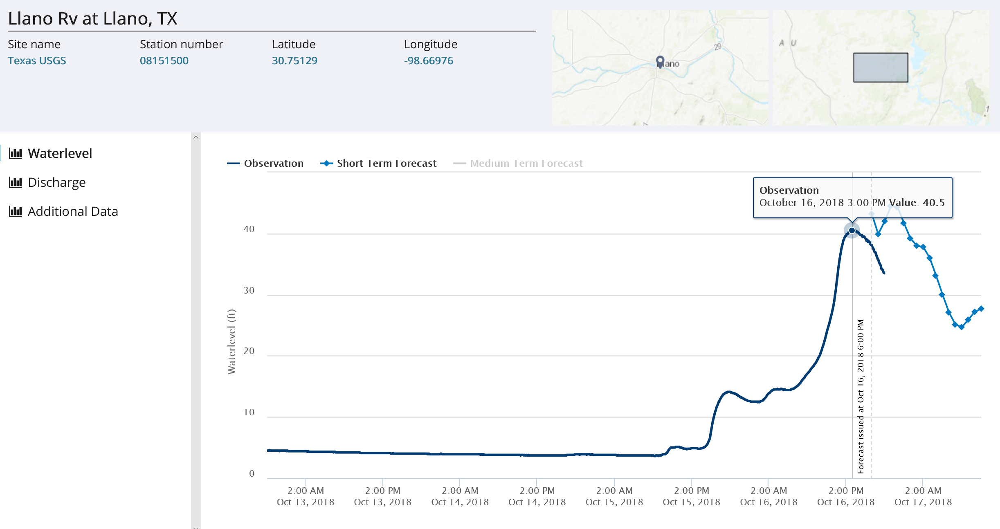 Llano Rv at Llano, TX
Site name Station number Latitude Longitude
Texas USGS 08151500 30.75129 -98.66976
29
Llano
A U
1
Waterlevel
Discharge
Additional Data
Observation Short Term Forecast Medium Term Forecast
Observation
October 16, 2018 3:00 PM Value: 40.5
40
30
20
10
0
Waterlevel (ft)
Forecast issued at Oct 16, 2018 6:00 PM
2:00 AM 2:00 PM 2:00 AM 2:00 PM 2:00 AM 2:00 PM 2:00 AM 2:00 PM 2:00 AM
Oct 13, 2018 Oct 13, 2018 Oct 14, 2018 Oct 14, 2018 Oct 15, 2018 Oct 15, 2018 Oct 16, 2018 Oct 16, 2018 Oct 17, 2018